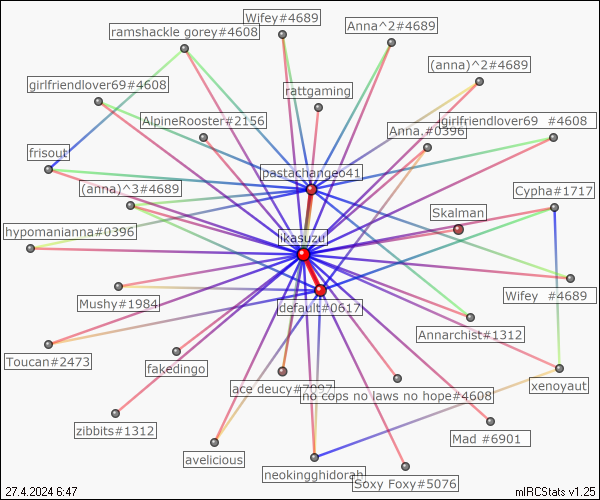 Wifey#4689
Anna^2#4689
ramshackle gorey#4608
(anna)^2#4689
girlfriendlover69#4608
rattgaming
AlpineRooster#2156
girlfriendlover69 #4608
Anna.#0396
frisout
pastachangeo41
(anna)^3#4689
Cypha#1717
Skalman
hypomanianna#0396
ikasuzu
Mushy#1984
default#0617
Wifey #4689
Annarchist#1312
Toucan#2473
fakedingo
ace deucy#7097
no cops no laws no hope#4608
xenoyaut
zibbits#1312
Mad #6901
avelicious
neokingghidorah
Soxy Foxy#5076
27.4.2024 6:47
mIRCStats v1.25